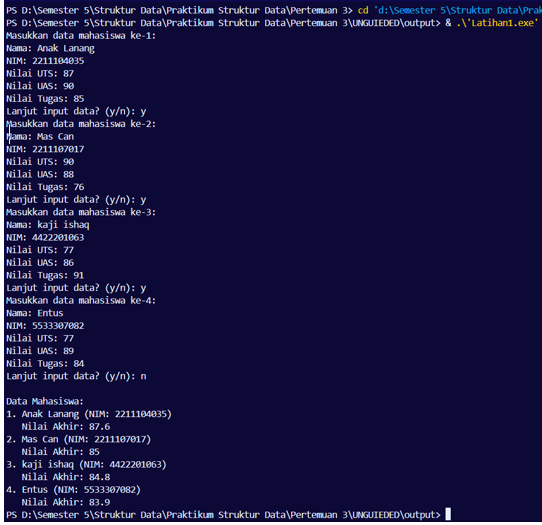 PS D:\Semester 5\Struktur Data\Praktikum Struktur Data\Pertemuan 3> cd 'd:\Semester 5\Struktur Data\Prak
PS D:\Semester 5\Struktur Data\Praktikum Struktur Data\Pertemuan 3\UNGUIEDED\output> & .\'Latihan1.exe'
Masukkan data mahasiswa ke-1:
Nama: Anak Lanang
NIM: 2211104035
Nilai UTS: 87
Nilai UAS: 90
Nilai Tugas: 85
Lanjut input data? (y/n): y
Masukkan data mahasiswa ke-2:
Nama: Mas Can
NIM: 2211107017
Nilai UTS: 90
Nilai UAS: 88
Nilai Tugas: 76
Lanjut input data? (y/n): y
Masukkan data mahasiswa ke-3:
Nama: kaji ishaq
NIM: 4422201063
Nilai UTS: 77
Nilai UAS: 86
Nilai Tugas: 91
Lanjut input data? (y/n): y
Masukkan data mahasiswa ke-4:
Nama: Entus
NIM: 5533307082
Nilai UTS: 77
Nilai UAS: 89
Nilai Tugas: 84
Lanjut input data? (y/n): n
Data Mahasiswa:
1. Anak Lanang (NIM: 2211104035)
Nilai Akhir: 87.6
2. Mas Can (NIM: 2211107017)
Nilai Akhir: 85
3. kaji ishaq (NIM: 4422201063)
Nilai Akhir: 84.8
4. Entus (NIM: 5533307082)
Nilai Akhir: 83.9
PS D:\Semester 5\Struktur Data\Praktikum Struktur Data\Pertemuan 3\UNGUIEDED\output>